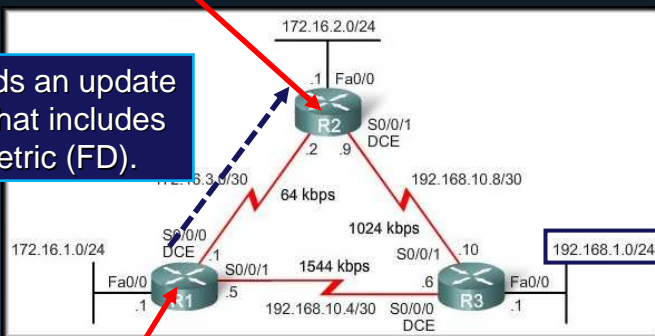 172.16.2.0/24
.1 Fa0/0
an update
that includes
(FD).
R2
S0/0/1
DCE
.2 .9
64 kbps
192.168.10.8/30
172.16.1.0/24
S0/0/0
DCE
.1
1024 kbps
S0/0/1
.10
192.168.1.0/24
Fa0/0
.1
R1
S0/0/1
.5
1544 kbps
192.168.10.4/30
.6
S0/0/0
DCE
R3
Fa0/0
.1